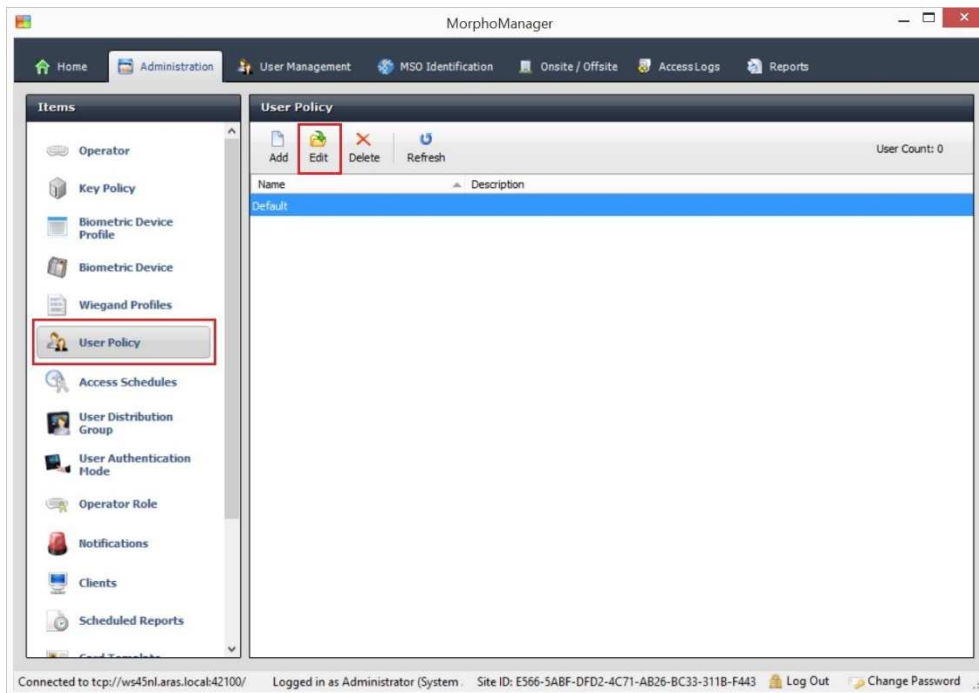 MorphoManager
Home Administration User Management MSO Identification Onsite / Offsite Access Logs Reports
Items
Operator
Key Policy
Biometric Device
Profile
Biometric Device
Wiegand Profiles
User Policy
Access Schedules
User Distribution
Group
User Authentication
Mode
Operator Role
Notifications
Clients
Scheduled Reports
Card Template
User Policy
Add Edit Delete Refresh
User Count: 0
Name Description
Default
Connected to tcp://ws45nl.aras.local:42100/ Logged in as Administrator (System . Site ID: E566-5ABF-DFD2-4C71-AB26-BC33-311B-F443 Log Out Change Password